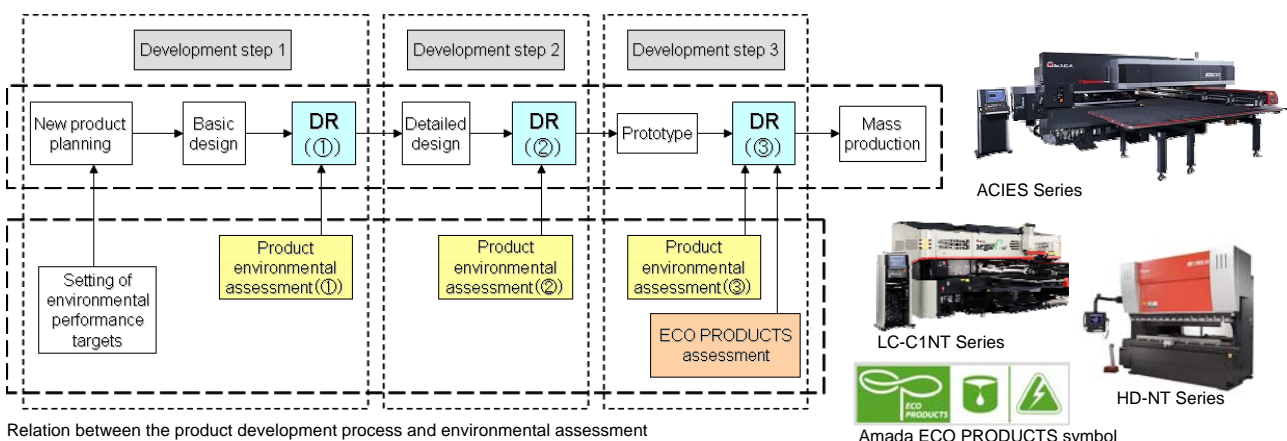 Development step 1
Development step 2
Development step 3
New product
planning
Basic
design
DR
(①)
Detailed
design
DR
(②)
Prototype
DR
(③)
Mass
production
Setting of
environmental
performance
targets
Product
environmental
assessment(①)
Product
environmental
assessment(②)
Product
environmental
assessment(③)
ECO PRODUCTS
assessment
Relation between the product development process and environmental assessment
AMADA
ACIES Series
LC-C1NT Series
HD-NT Series
ECO
PRODUCTS
Amada ECO PRODUCTS symbol